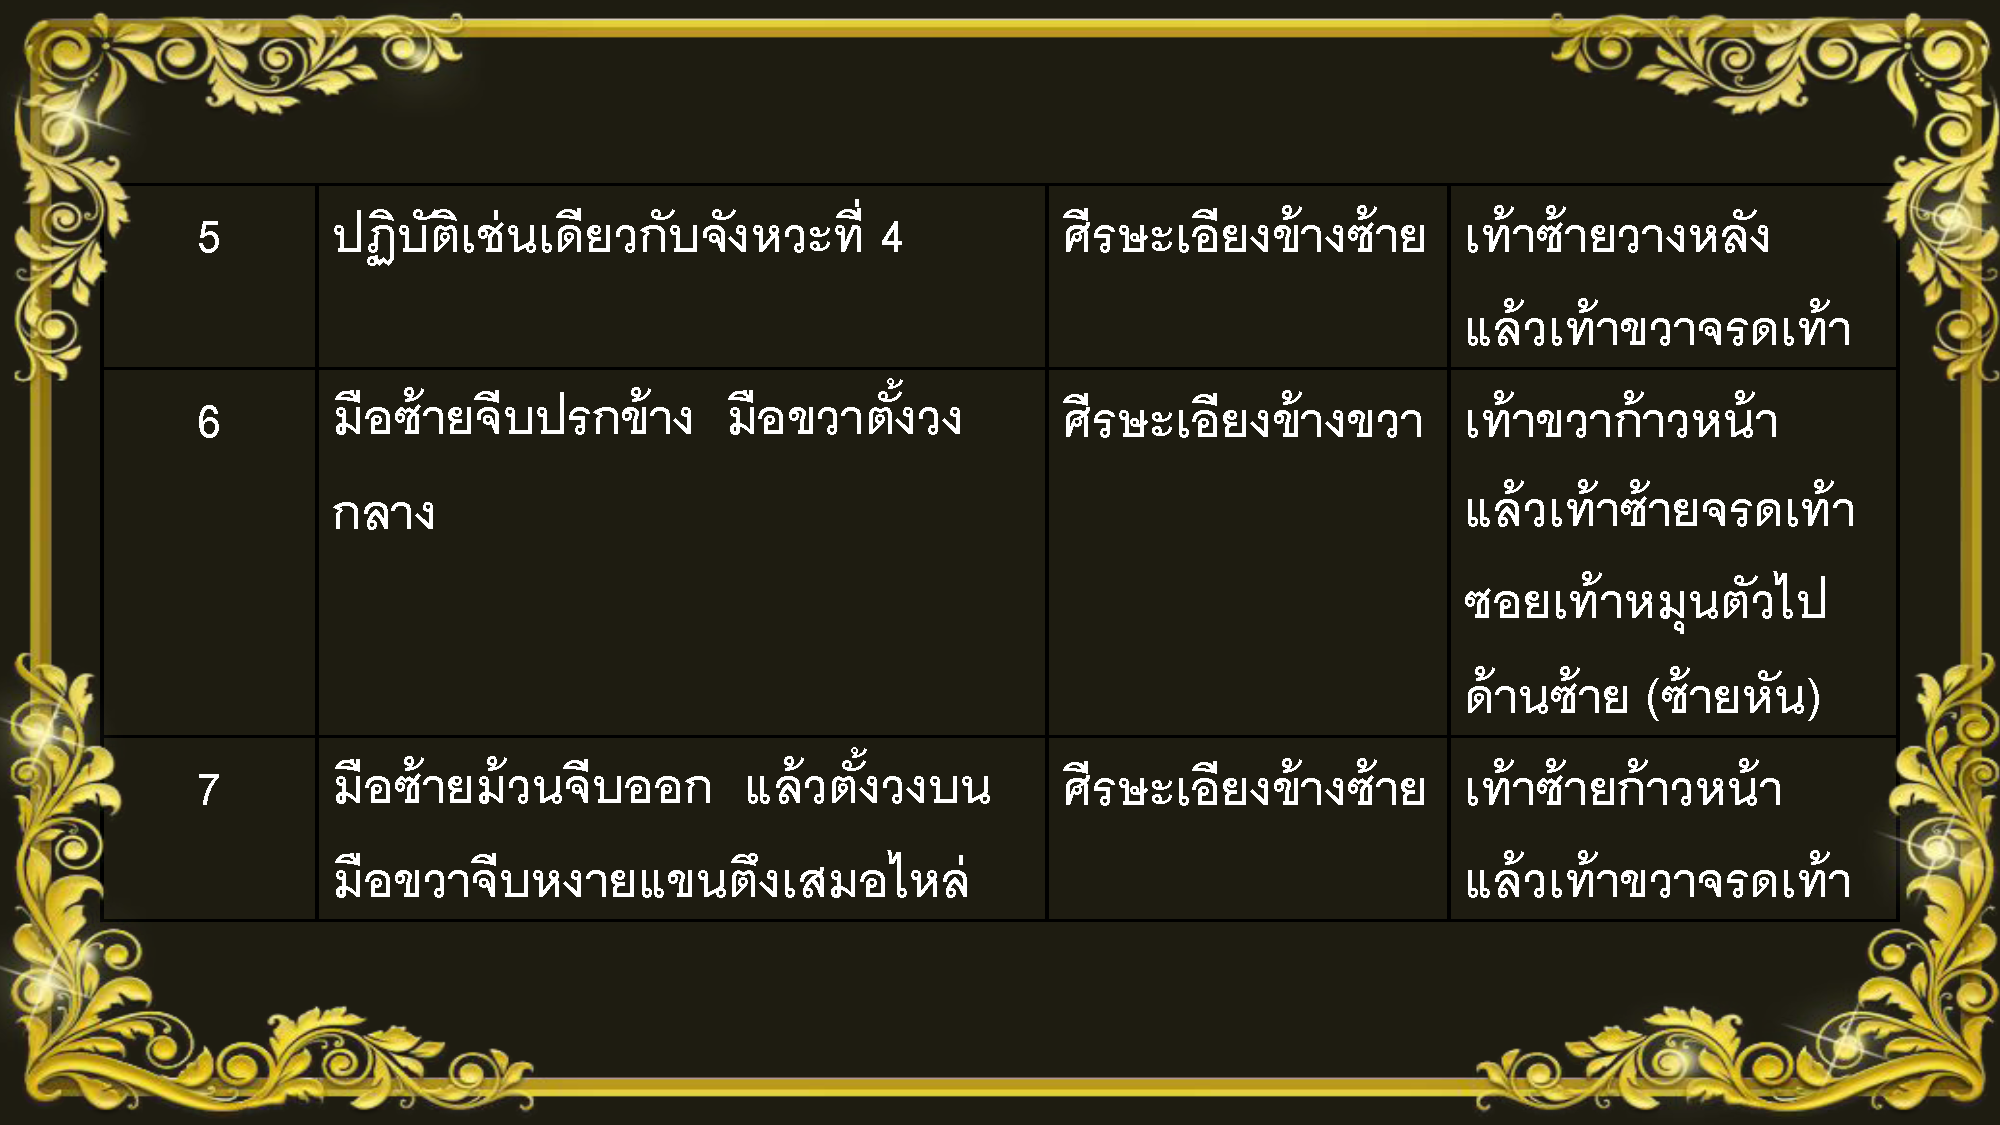 5 ปฏิบัติเช่นเดียวกับจังหวะที่ 4 ศีรษะเอียงข้างซ้าย เท้าซ้ายวางหลัง
แล้วเท้าขวาจรดเท้า
6 มือซ้ายจีบปรกข้าง มือขวาตั้งวง ศีรษะเอียงข้างขวา เท้าขวาก้าวหน้า
กลาง แล้วเท้าซ้ายจรดเท้า
ซอยเท้าหมุนตัวไป
ด้านซ้าย (ซ้ายหัน)
7 มือซ้ายม้วนจีบออก แล้วตั้งวงบน ศีรษะเอียงข้างซ้าย เท้าซ้ายก้าวหน้า
มือขวาจีบหงายแขนตึงเสมอไหล่ แล้วเท้าขวาจรดเท้า